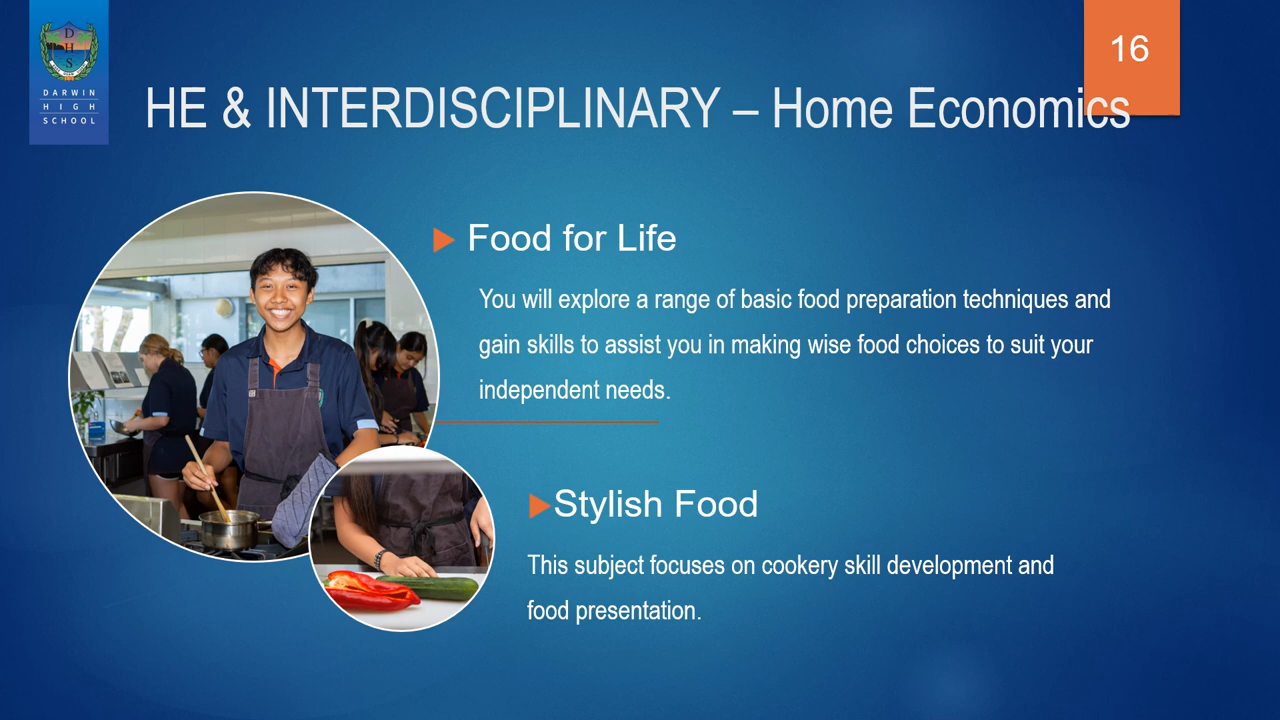 D
H
S
DARWIN
HIGH
SCHOOL
16
HE & INTERDISCIPLINARY – Home Economics
Food for Life
You will explore a range of basic food preparation techniques and
gain skills to assist you in making wise food choices to suit your
independent needs.
Stylish Food
This subject focuses on cookery skill development and
food presentation.